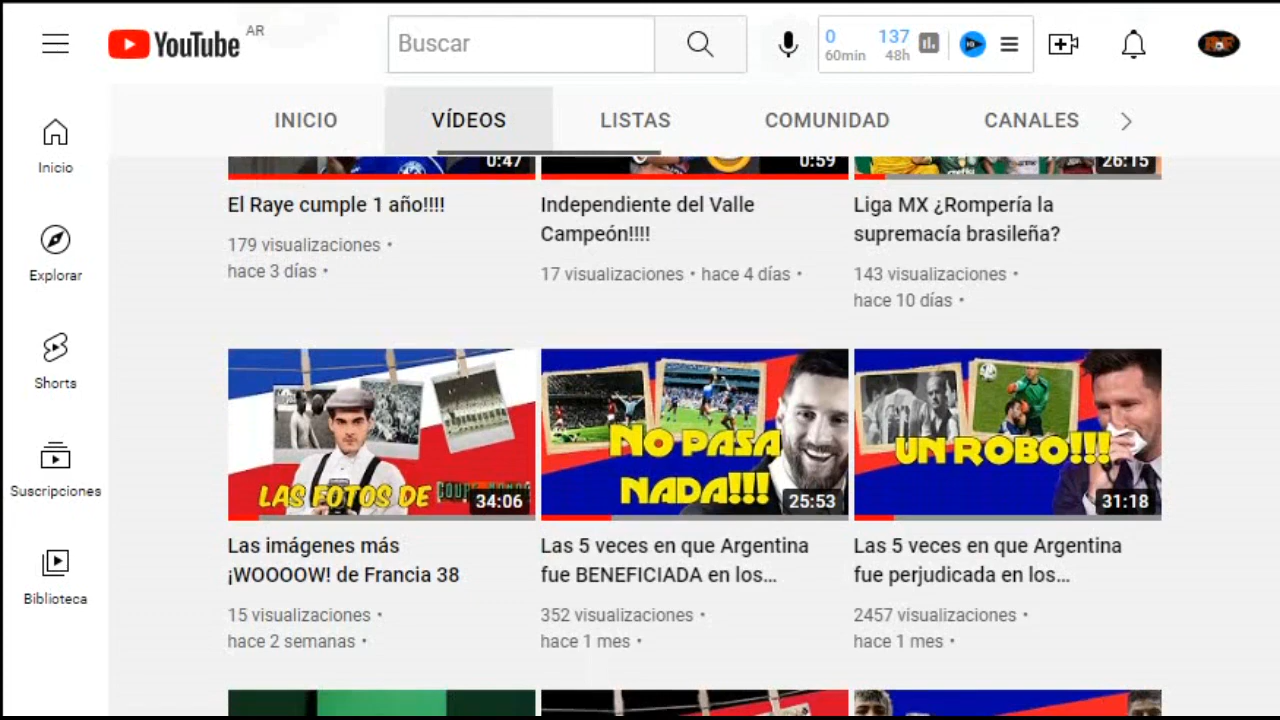 YouTube AR
Buscar
0 137
60min 48h
INICIO VÍDEOS LISTAS COMUNIDAD CANALES
Inicio
Explorar
Shorts
Suscripciones
Biblioteca
0:47
0:59
26:15
El Raye cumple 1 año!!!!
179 visualizaciones •
hace 3 días •
Independiente del Valle
Campeón!!!!
17 visualizaciones • hace 4 días •
Liga MX ¿Rompería la
supremacía brasileña?
143 visualizaciones •
hace 10 días •
LAS FOTOS DE
34:06
NO PASA
NADA!!!
25:53
UN ROBO!!!
31:18
Las imágenes más
¡WOOOOW! de Francia 38
15 visualizaciones •
hace 2 semanas •
Las 5 veces en que Argentina
fue BENEFICIADA en los...
352 visualizaciones •
hace 1 mes •
Las 5 veces en que Argentina
fue perjudicada en los...
2457 visualizaciones •
hace 1 mes •